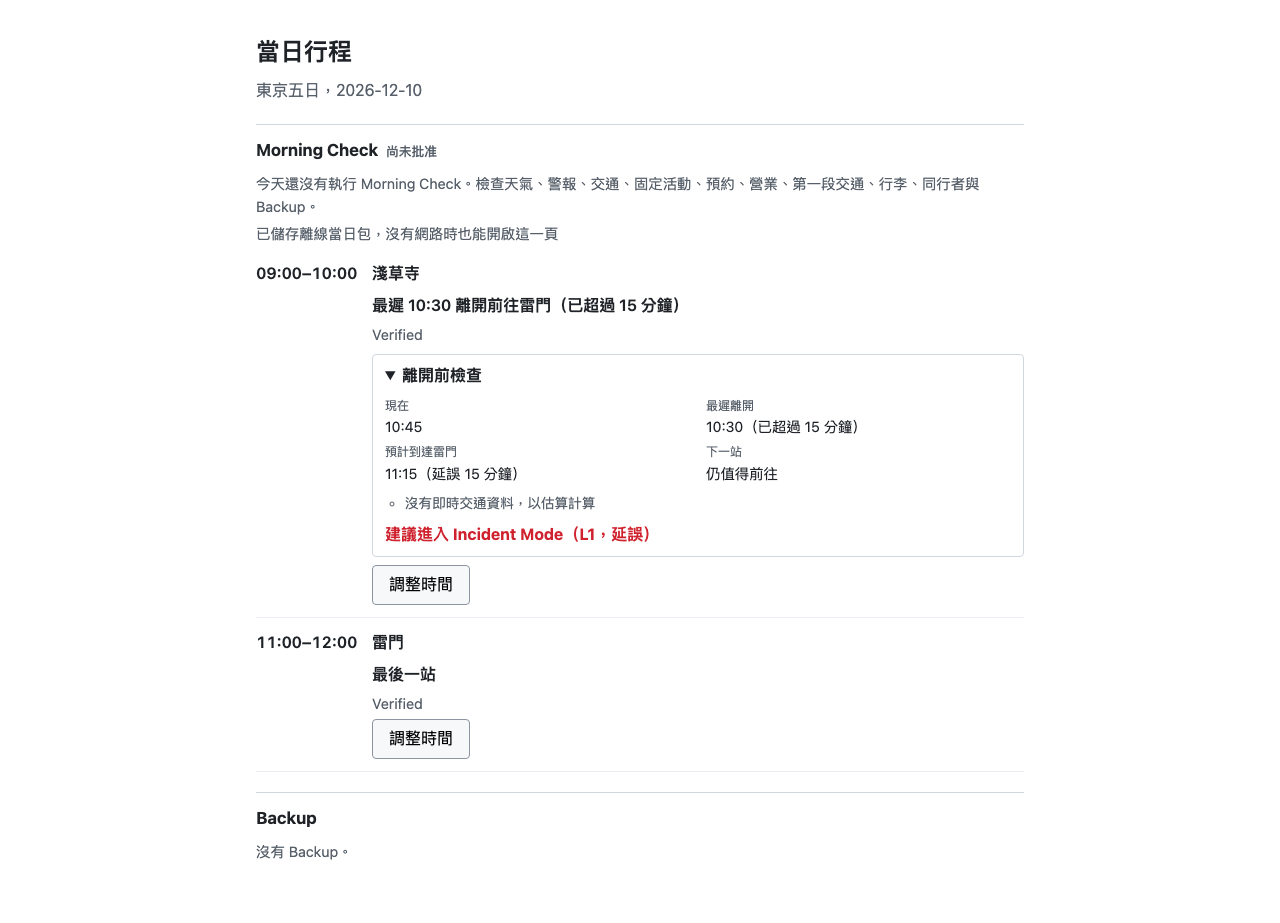 當日行程
東京五日，2026-12-10
Morning Check 尚未批准
今天還沒有執行 Morning Check。檢查天氣、警報、交通、固定活動、預約、營業、第一段交通、行李、同行者與
Backup。
已儲存離線當日包，沒有網路時也能開啟這一頁
09:00–10:00 淺草寺
最遲 10:30 離開前往雷門（已超過 15 分鐘）
Verified
▼ 離開前檢查
現在 最遲離開
10:45 10:30（已超過 15 分鐘）
預計到達雷門 下一站
11:15（延誤 15 分鐘） 仍值得前往
沒有即時交通資料，以估算計算
建議進入 Incident Mode（L1，延誤）
調整時間
11:00–12:00 雷門
最後一站
Verified
調整時間
Backup
沒有 Backup。